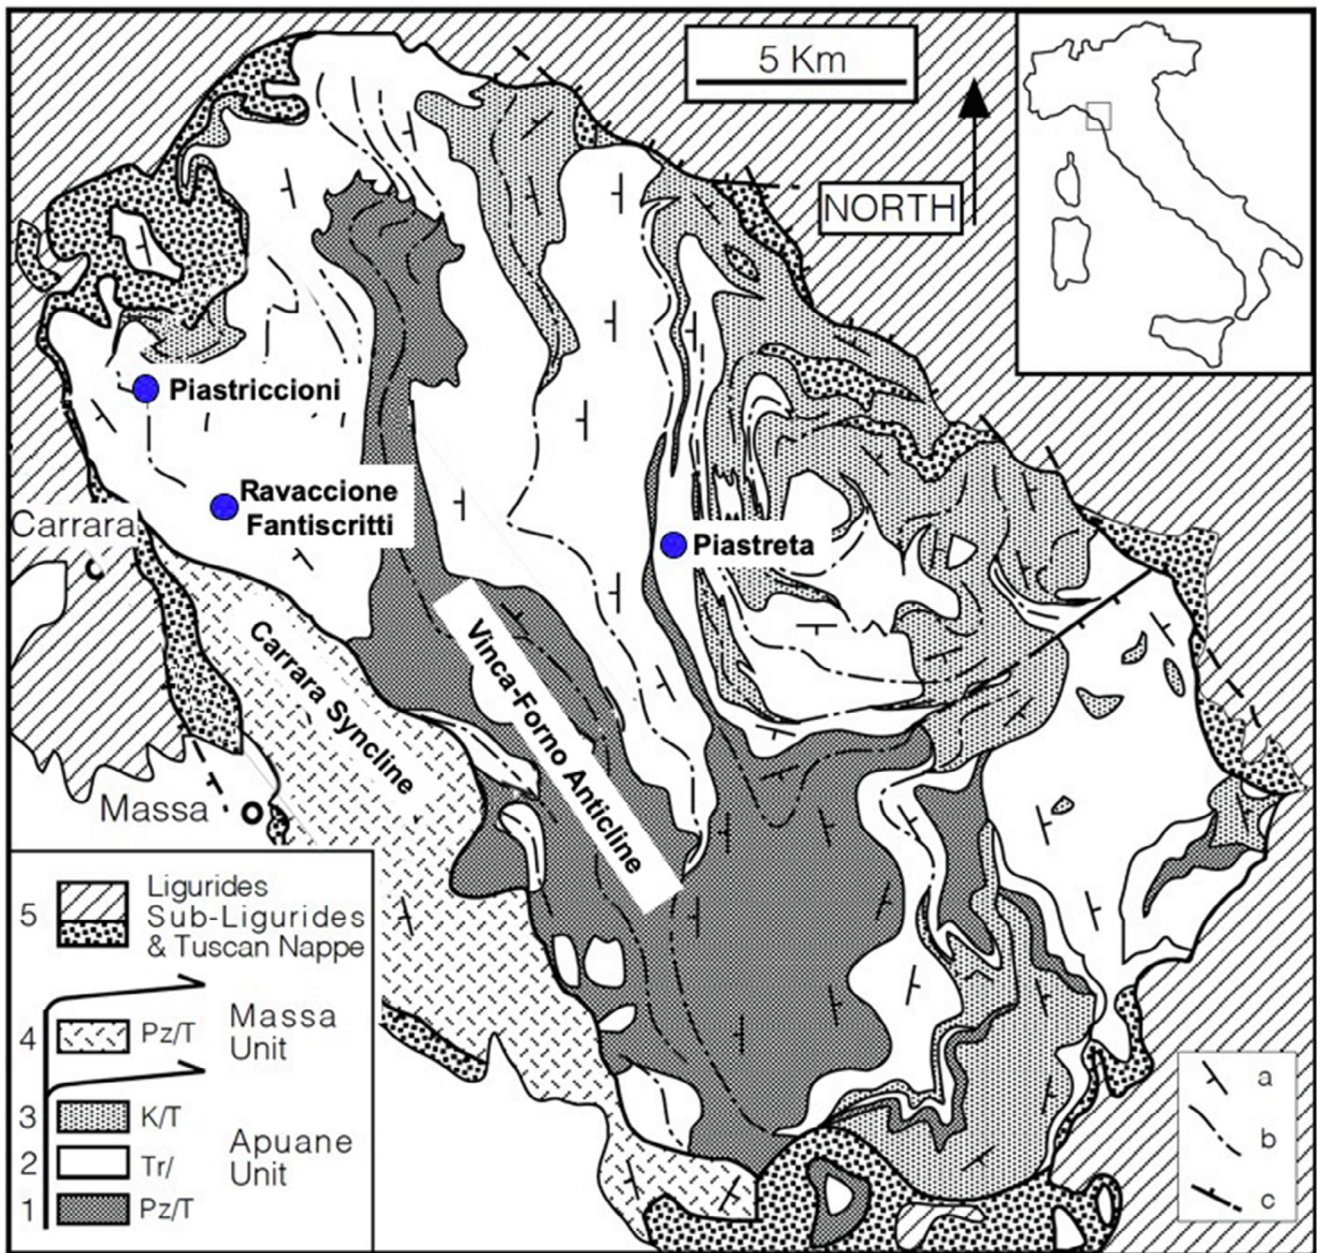 5 Km
NORTH
Piastriccioni
Ravaccione
Fantiscritti
Carrara
Piastreta
Carrara Syncline
Vinca-Forno Anticline
Massa
5
Ligurides
Sub-Ligurides
& Tuscan Nappe
4
Pz/T
Massa
Unit
3
K/T
2
Tr/
Apuane
Unit
1
Pz/T
a
b
c